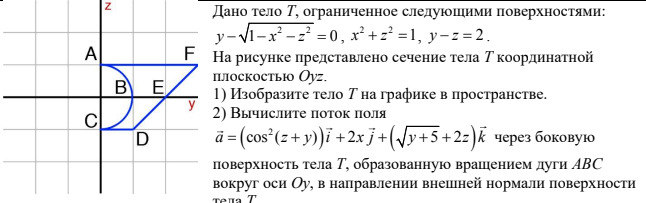 z
A
F
B
E
y
C
D
Дано тело T, ограниченное следующими поверхностями:
y − √(1 − x² − z²) = 0, x² + z² = 1, y − z = 2.
На рисунке представлено сечение тела T координатной
плоскостью Oyz.
1) Изобразите тело T на графике в пространстве.
2) Вычислите поток поля
a⃗ = (cos²(z + y)) i⃗ + 2x j⃗ + (√(y + 5) + 2z) k⃗ через боковую
поверхность тела T, образованную вращением дуги ABC
вокруг оси Oy, в направлении внешней нормали поверхности
тела T